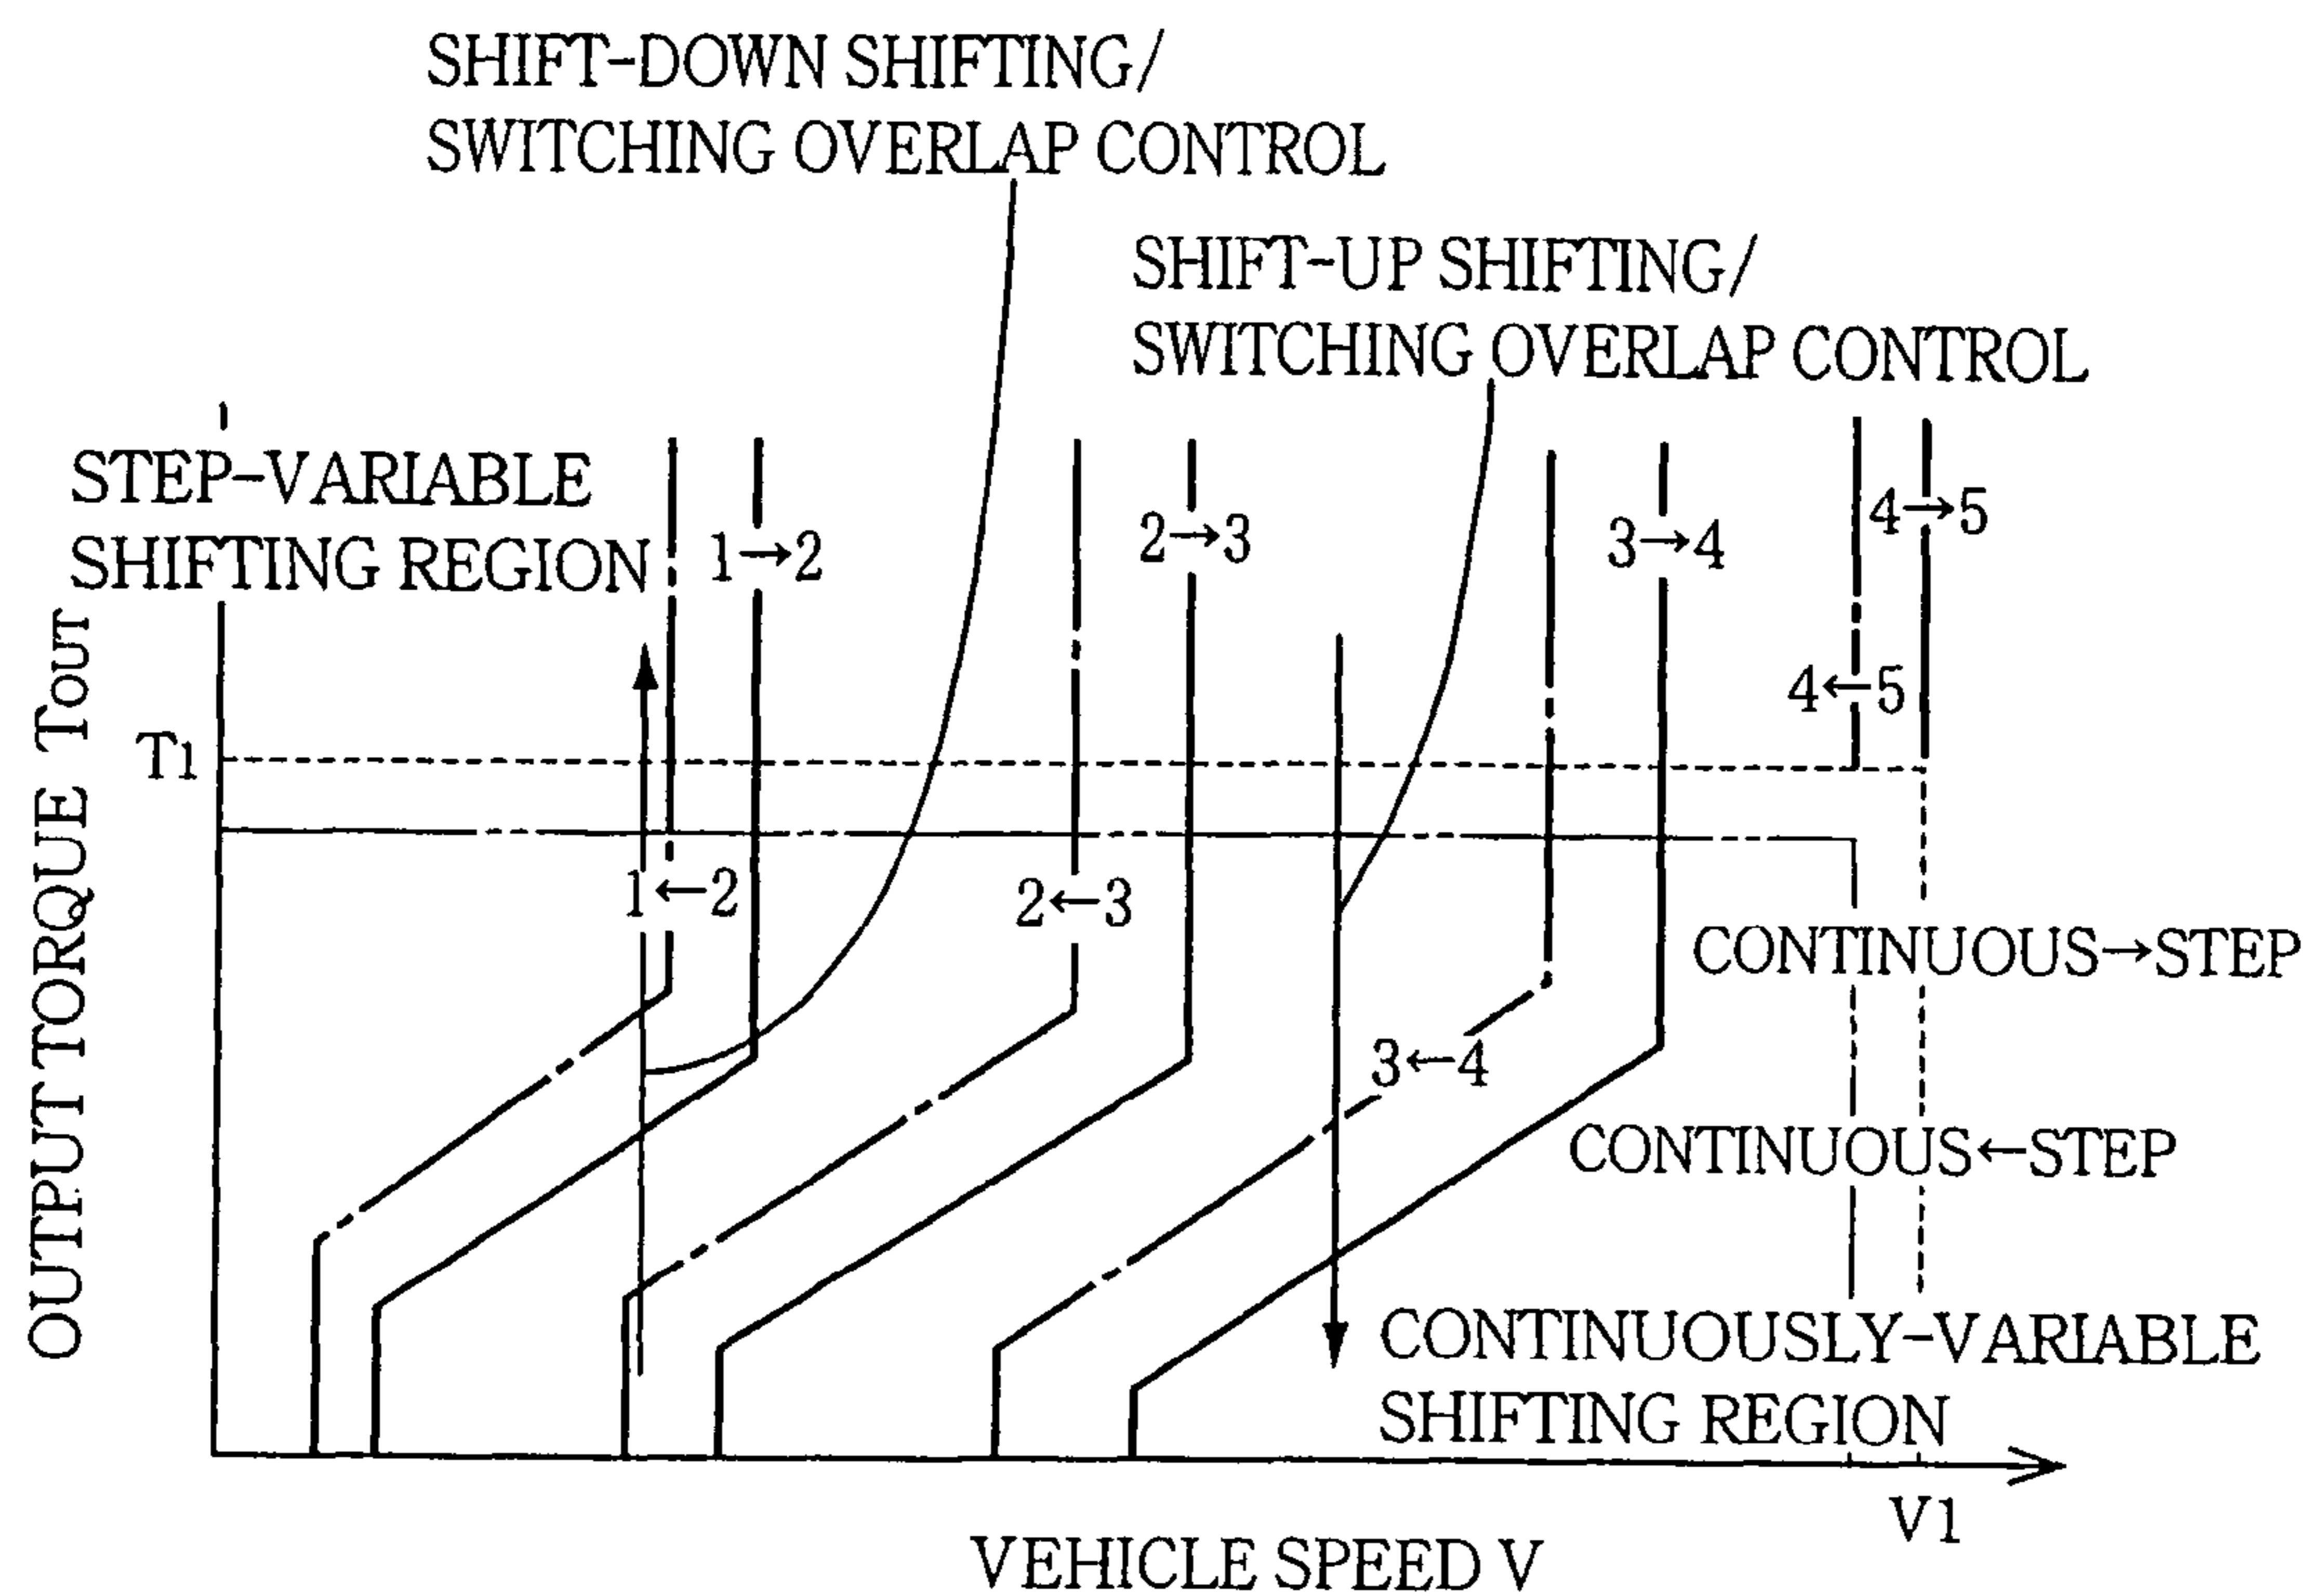 SHIFT-DOWN SHIFTING/
SWITCHING OVERLAP CONTROL
SHIFT-UP SHIFTING/
SWITCHING OVERLAP CONTROL
STEP-VARIABLE
SHIFTING REGION
1→2
2→3
3→4
4→5
4←5
OUTPUT TORQUE TOUT
T1
1←2
2←3
CONTINUOUS→STEP
3←4
CONTINUOUS←STEP
CONTINUOUSLY-VARIABLE
SHIFTING REGION
V1
VEHICLE SPEED V